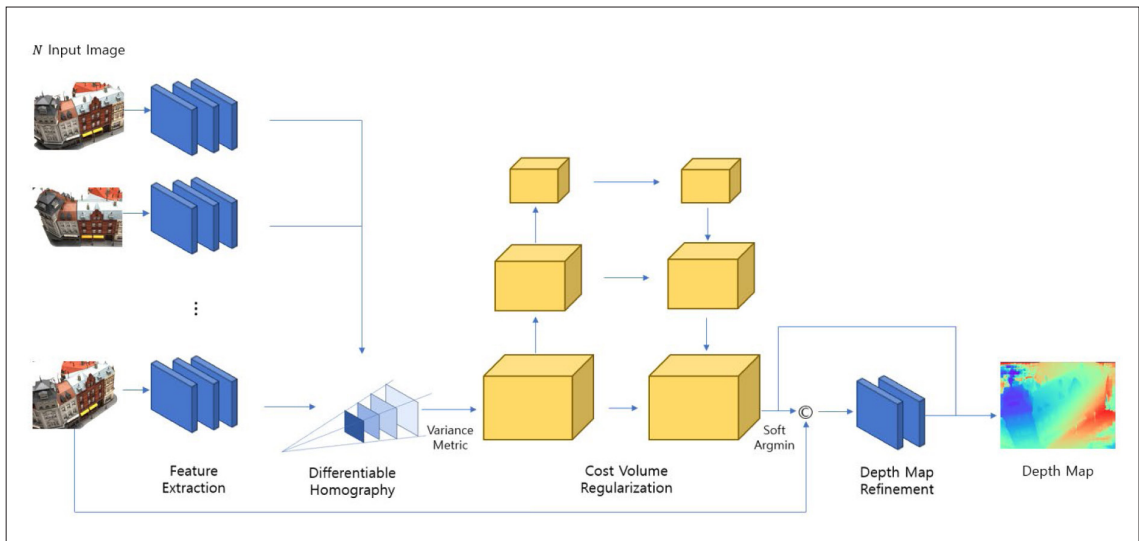 N Input Image
⋮
Variance
Metric
Soft
Argmin
©
Feature
Extraction
Differentiable
Homography
Cost Volume
Regularization
Depth Map
Refinement
Depth Map